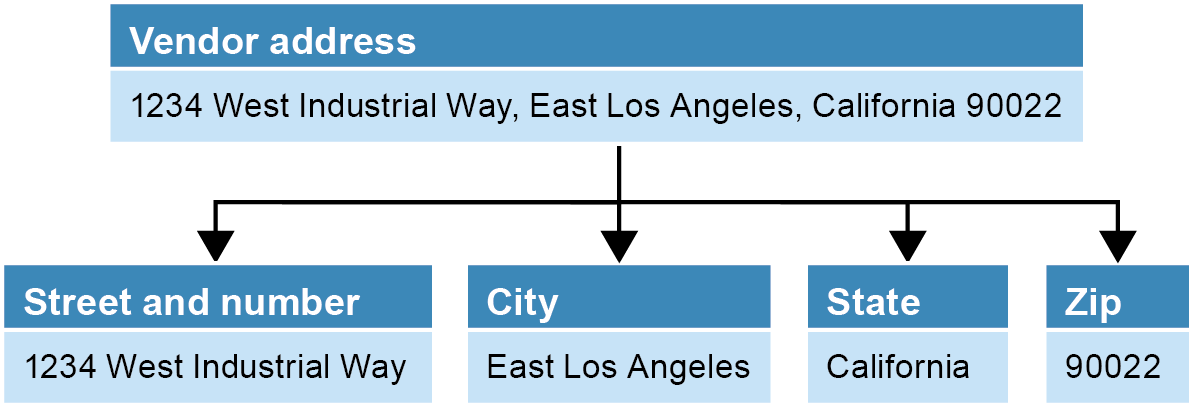 Vendor address
1234 West Industrial Way, East Los Angeles, California 90022
Street and number
1234 West Industrial Way
City
East Los Angeles
State
California
Zip
90022